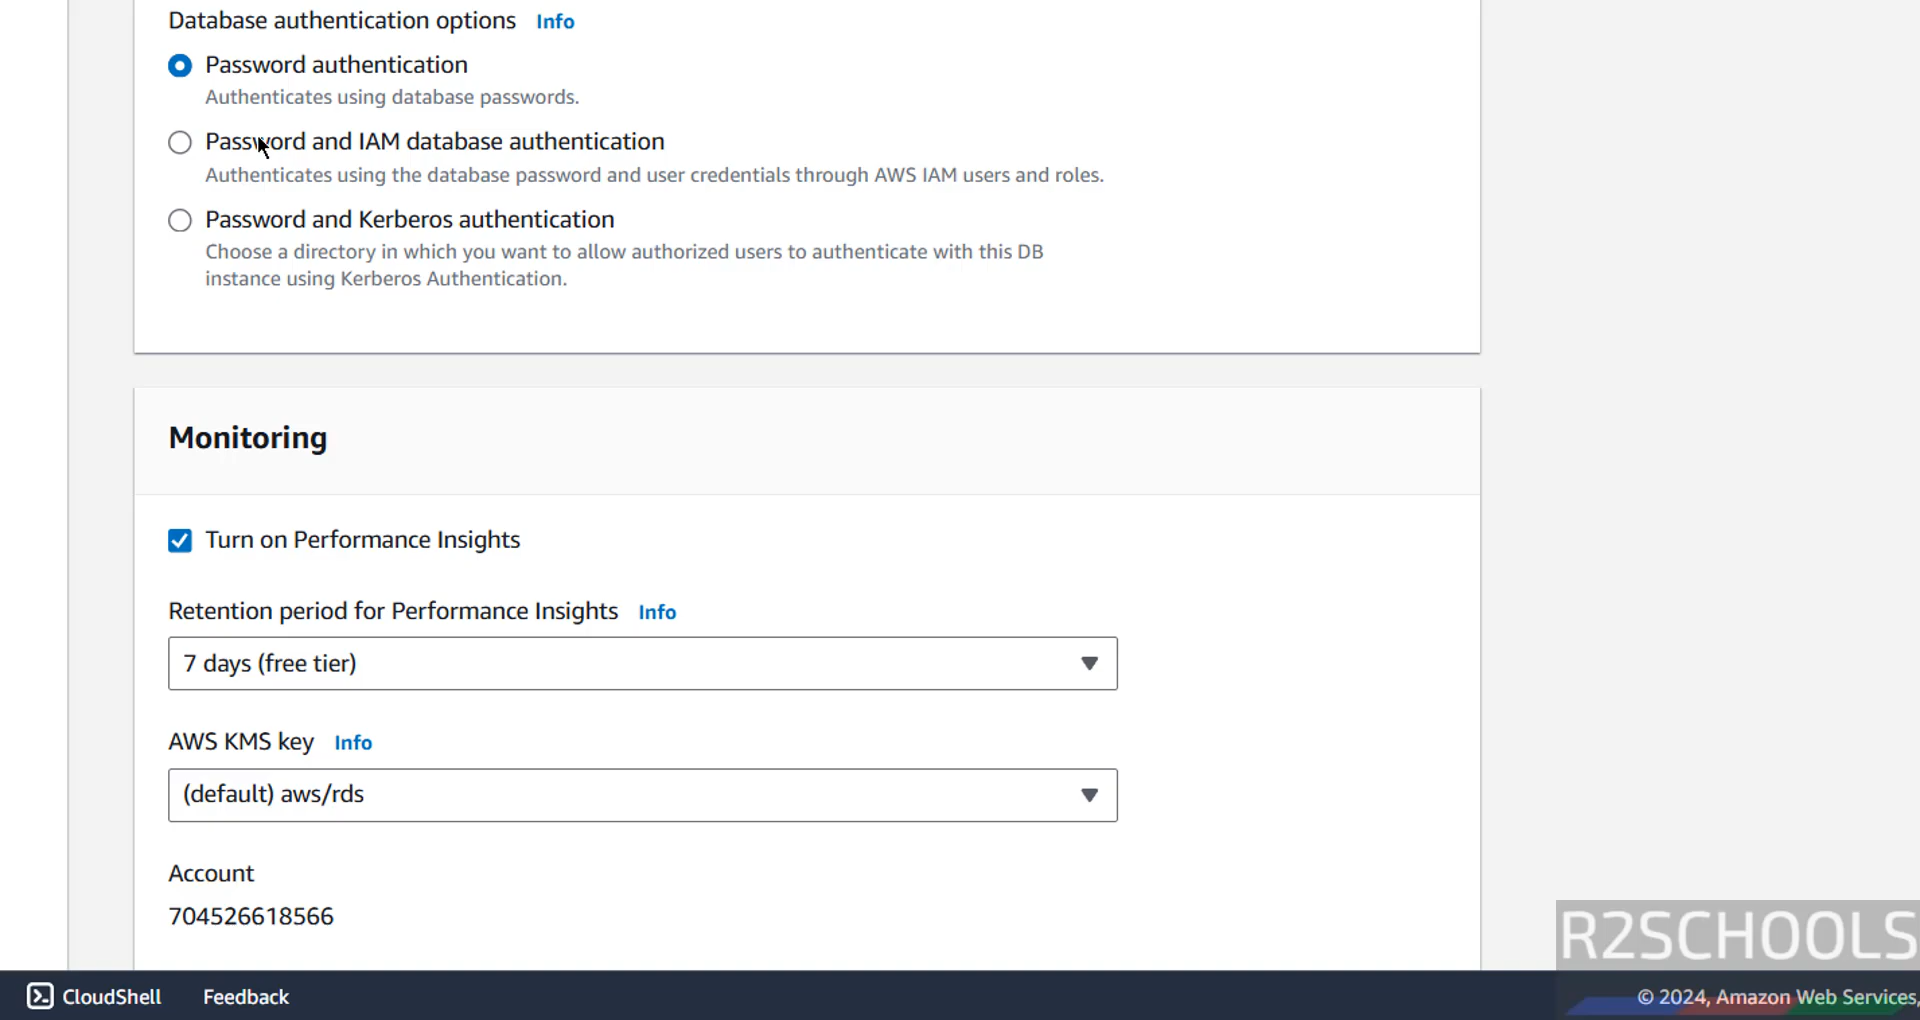 Database authentication options Info
Password authentication
Authenticates using database passwords.
Password and IAM database authentication
Authenticates using the database password and user credentials through AWS IAM users and roles.
Password and Kerberos authentication
Choose a directory in which you want to allow authorized users to authenticate with this DB
instance using Kerberos Authentication.
Monitoring
Turn on Performance Insights
Retention period for Performance Insights Info
7 days (free tier)
AWS KMS key Info
(default) aws/rds
Account
704526618566
R2SCHOOLS
CloudShell Feedback © 2024, Amazon Web Services,